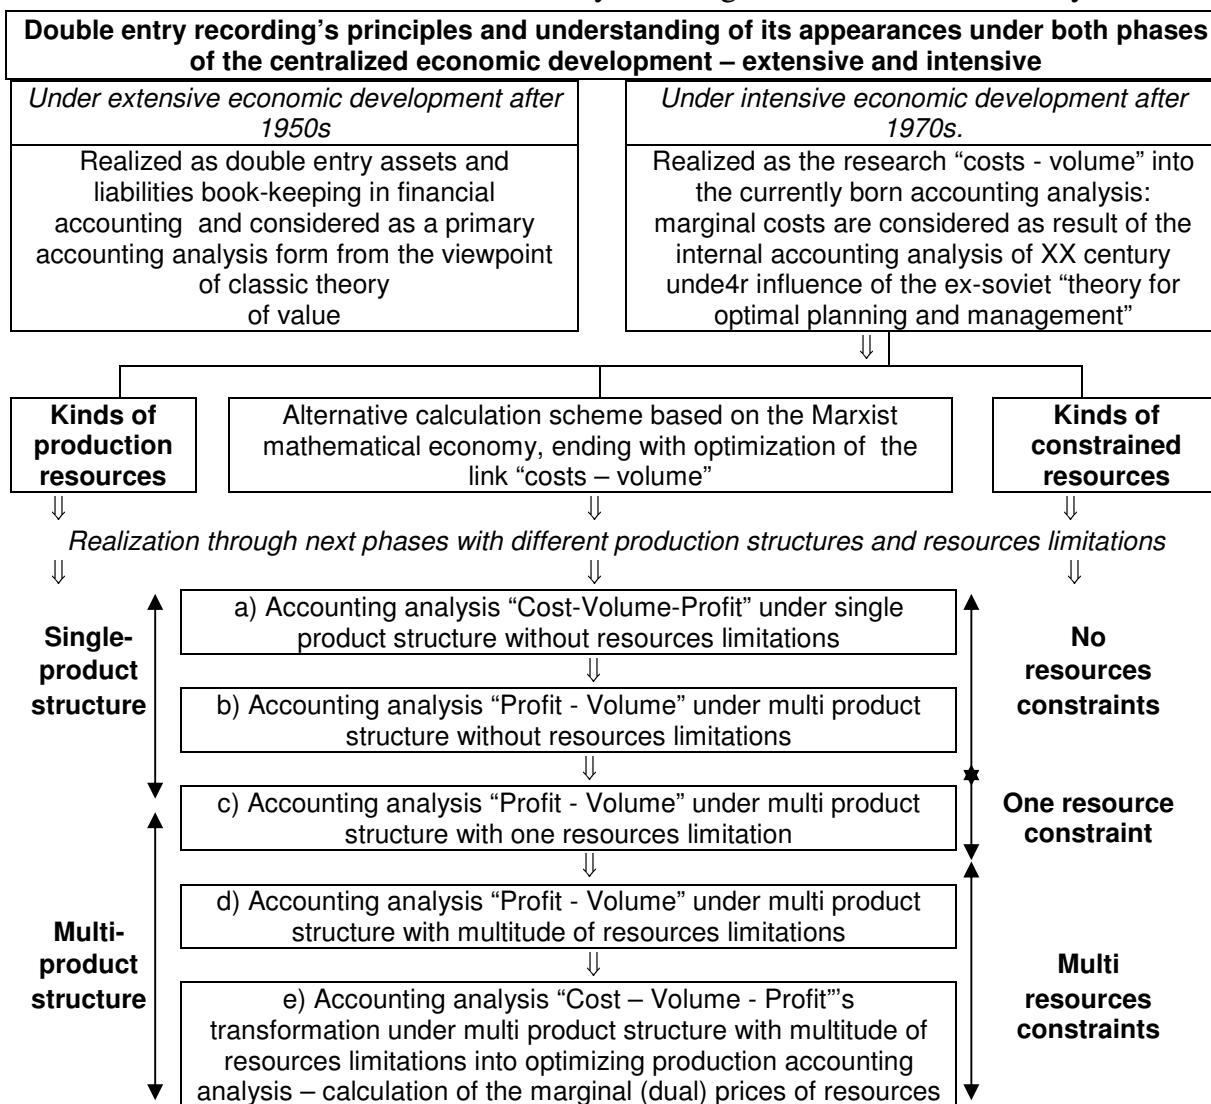 Double entry recording's principles and understanding of its appearances under both phases
of the centralized economic development – extensive and intensive
Under extensive economic development after
1950s
Under intensive economic development after
1970s.
Realized as double entry assets and
liabilities book-keeping in financial
accounting and considered as a primary
accounting analysis form from the viewpoint
of classic theory
of value
Realized as the research “costs - volume” into
the currently born accounting analysis:
marginal costs are considered as result of the
internal accounting analysis of XX century
unde4r influence of the ex-soviet “theory for
optimal planning and management”
⇓
Kinds of
production
resources
Alternative calculation scheme based on the Marxist
mathematical economy, ending with optimization of the
link “costs – volume”
Kinds of
constrained
resources
⇓ ⇓ ⇓
Realization through next phases with different production structures and resources limitations
⇓ ⇓ ⇓
Single-
product
structure
a) Accounting analysis “Cost-Volume-Profit” under single
product structure without resources limitations
⇓
b) Accounting analysis “Profit - Volume” under multi product
structure without resources limitations
No
resources
constraints
⇓
c) Accounting analysis “Profit - Volume” under multi product
structure with one resources limitation
One resource
constraint
⇓
d) Accounting analysis “Profit - Volume” under multi product
structure with multitude of resources limitations
Multi-
product
structure
⇓
e) Accounting analysis “Cost – Volume - Profit”’s
transformation under multi product structure with multitude of
resources limitations into optimizing production accounting
analysis – calculation of the marginal (dual) prices of resources
Multi
resources
constraints